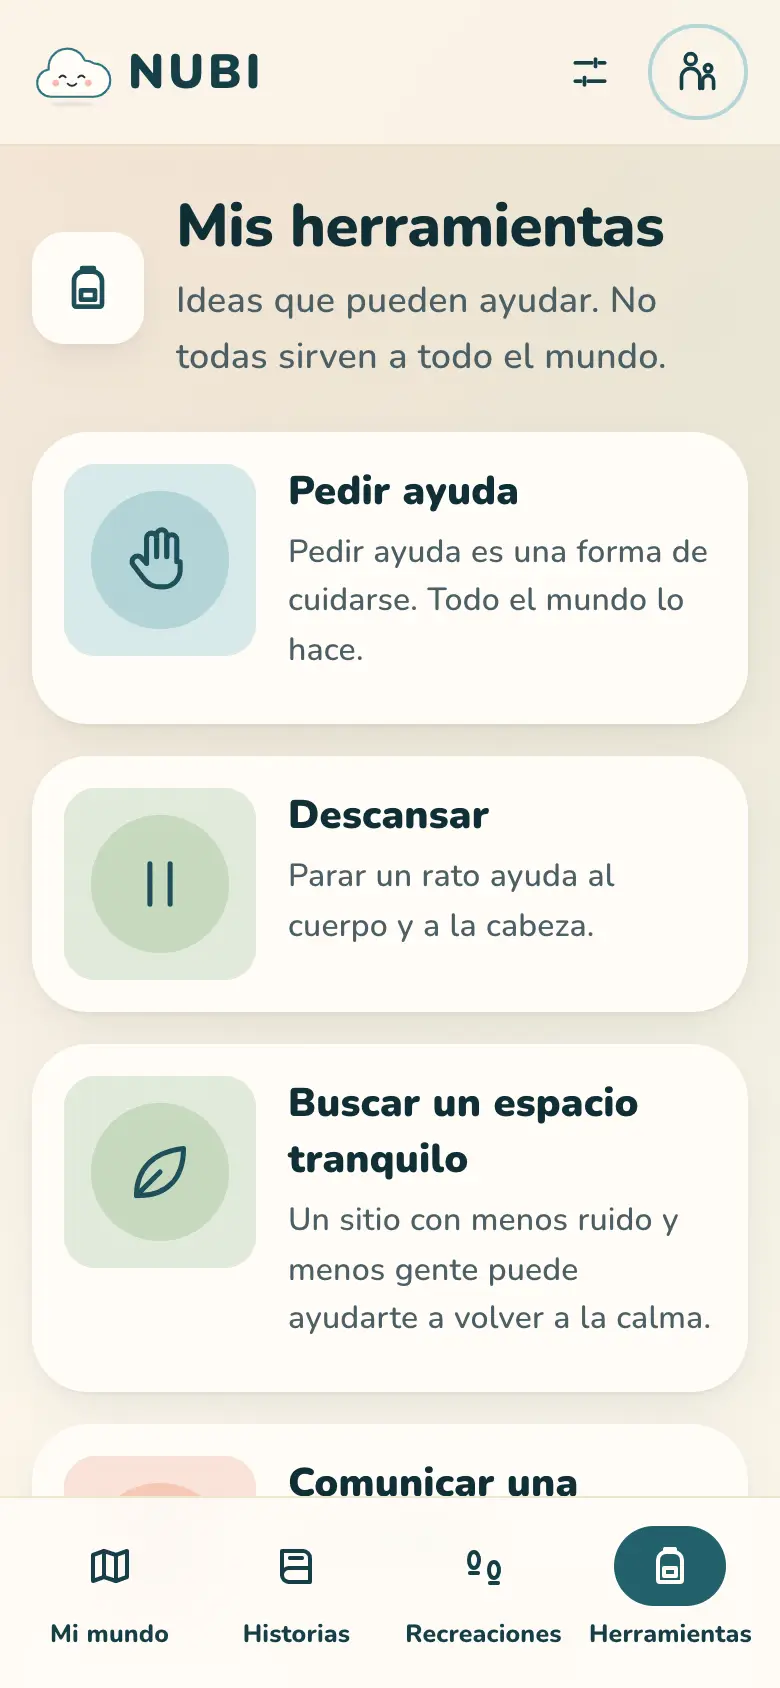 NUBI
Mis herramientas
Ideas que pueden ayudar. No
todas sirven a todo el mundo.
Pedir ayuda
Pedir ayuda es una forma de
cuidarse. Todo el mundo lo
hace.
Descansar
Parar un rato ayuda al
cuerpo y a la cabeza.
Buscar un espacio
tranquilo
Un sitio con menos ruido y
menos gente puede
ayudarte a volver a la calma.
Comunicar una
Mi mundo
Historias
Recreaciones
Herramientas